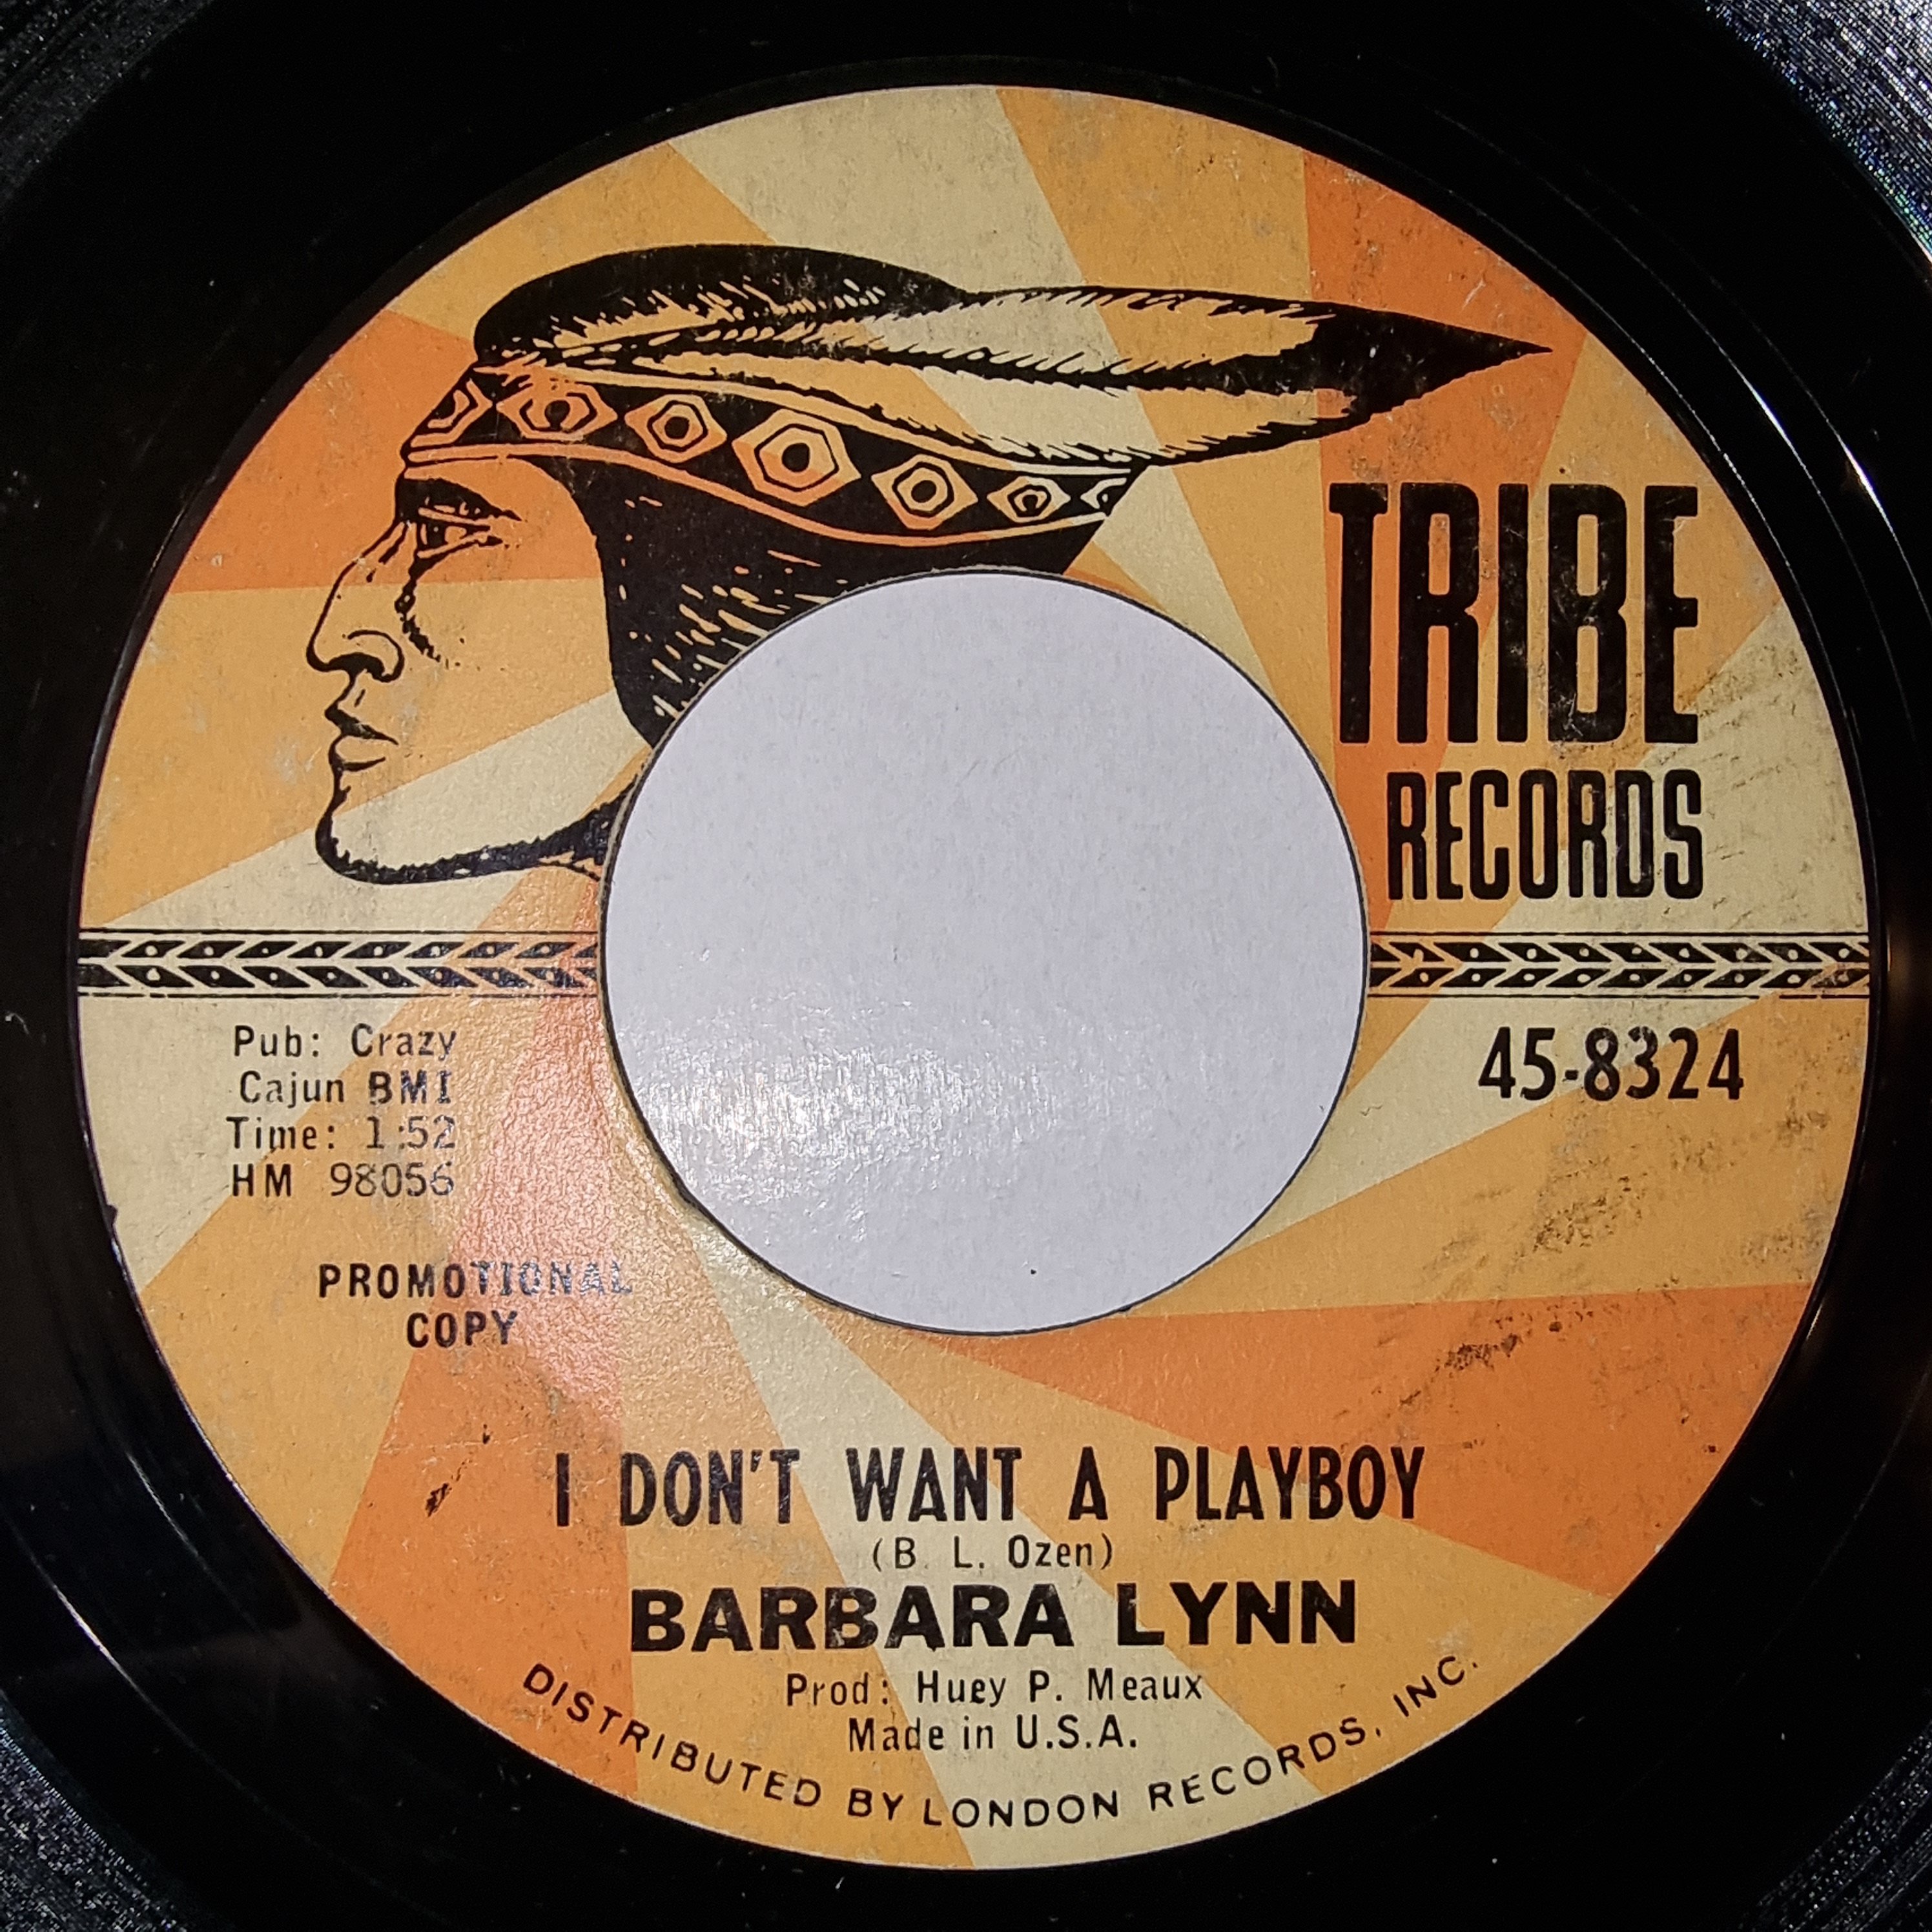 TRIBE
RECORDS
Pub: Crazy
Cajun BMI
Time: 1:52
HM 98056
45-8324
PROMOTIONAL
COPY
I DON'T WANT A PLAYBOY
(B. L. Ozen)
BARBARA LYNN
Prod: Huey P. Meaux
Made in U.S.A.
DISTRIBUTED BY LONDON RECORDS, INC.